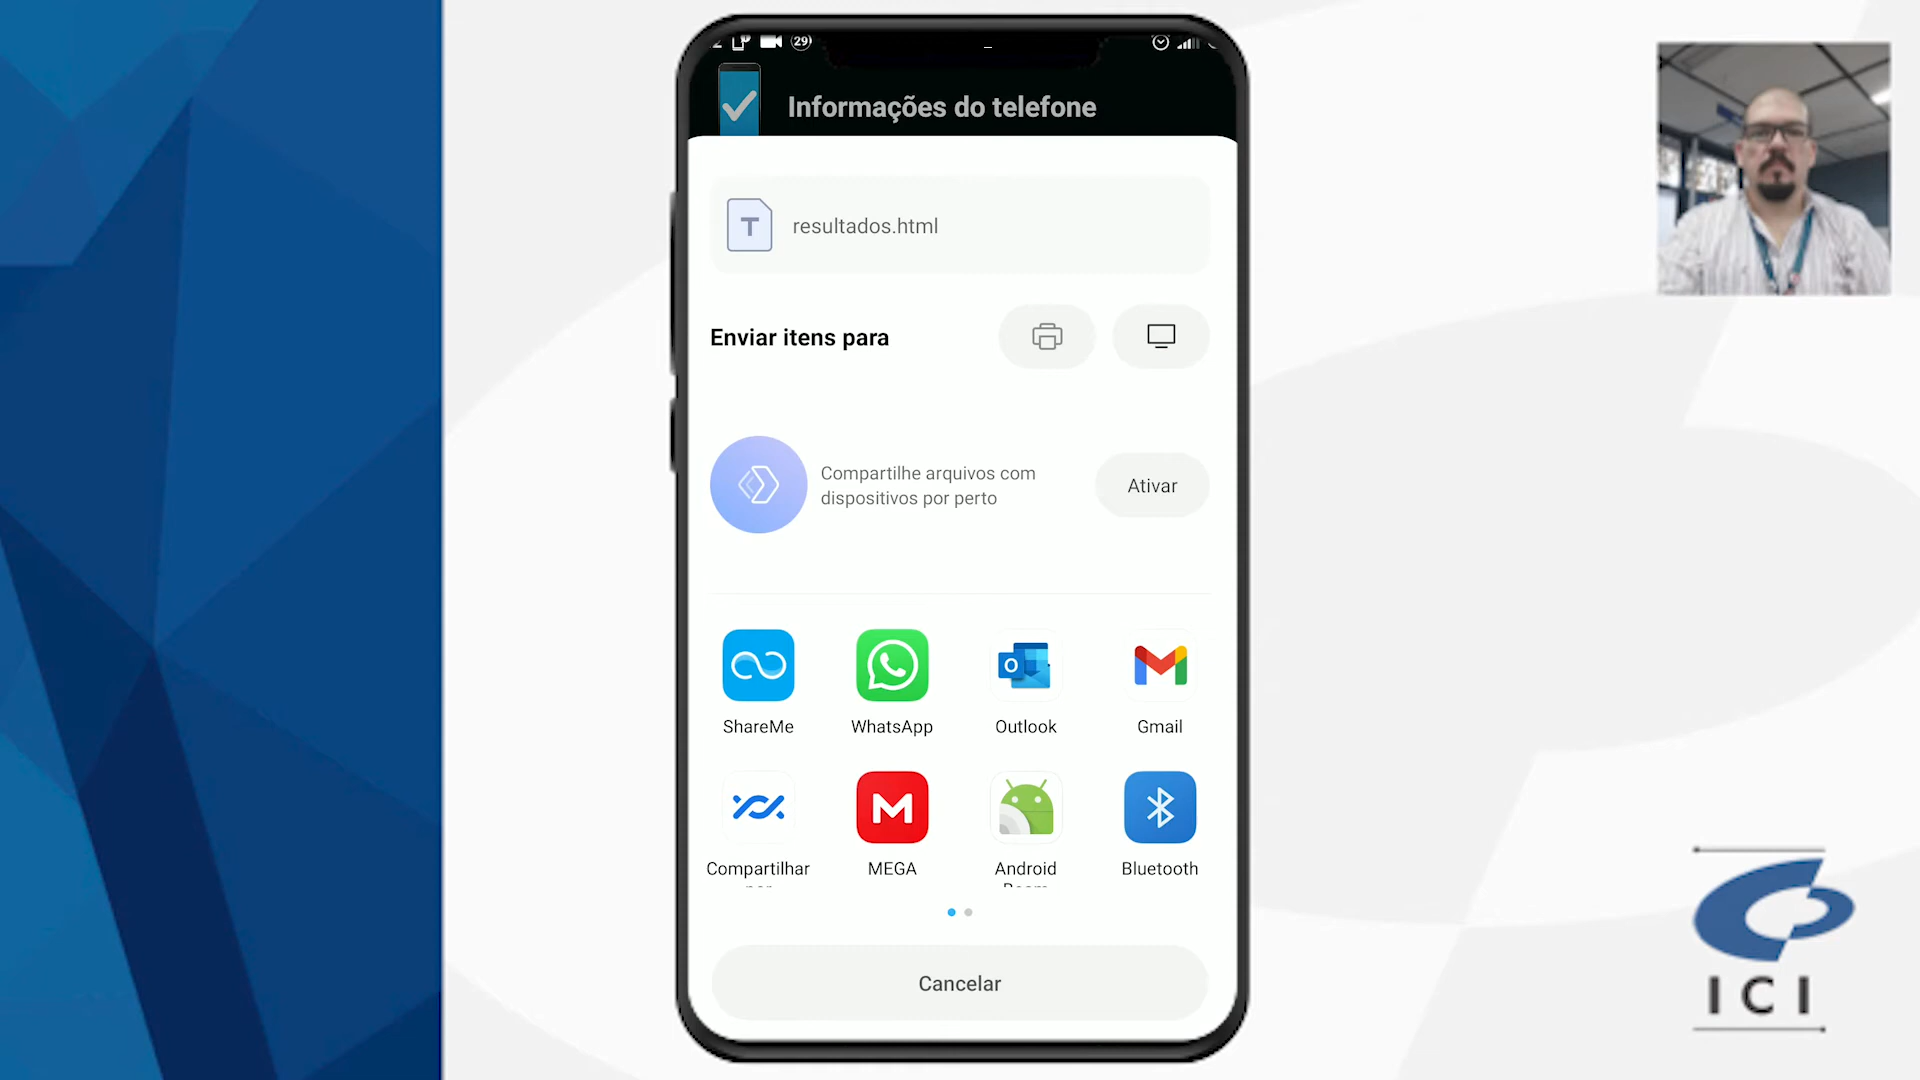 29
Informações do telefone
T
resultados.html
Enviar itens para
Compartilhe arquivos com
dispositivos por perto
Ativar
ShareMe
WhatsApp
Outlook
Gmail
Compartilhar
MEGA
Android
Bluetooth
Cancelar
ICI